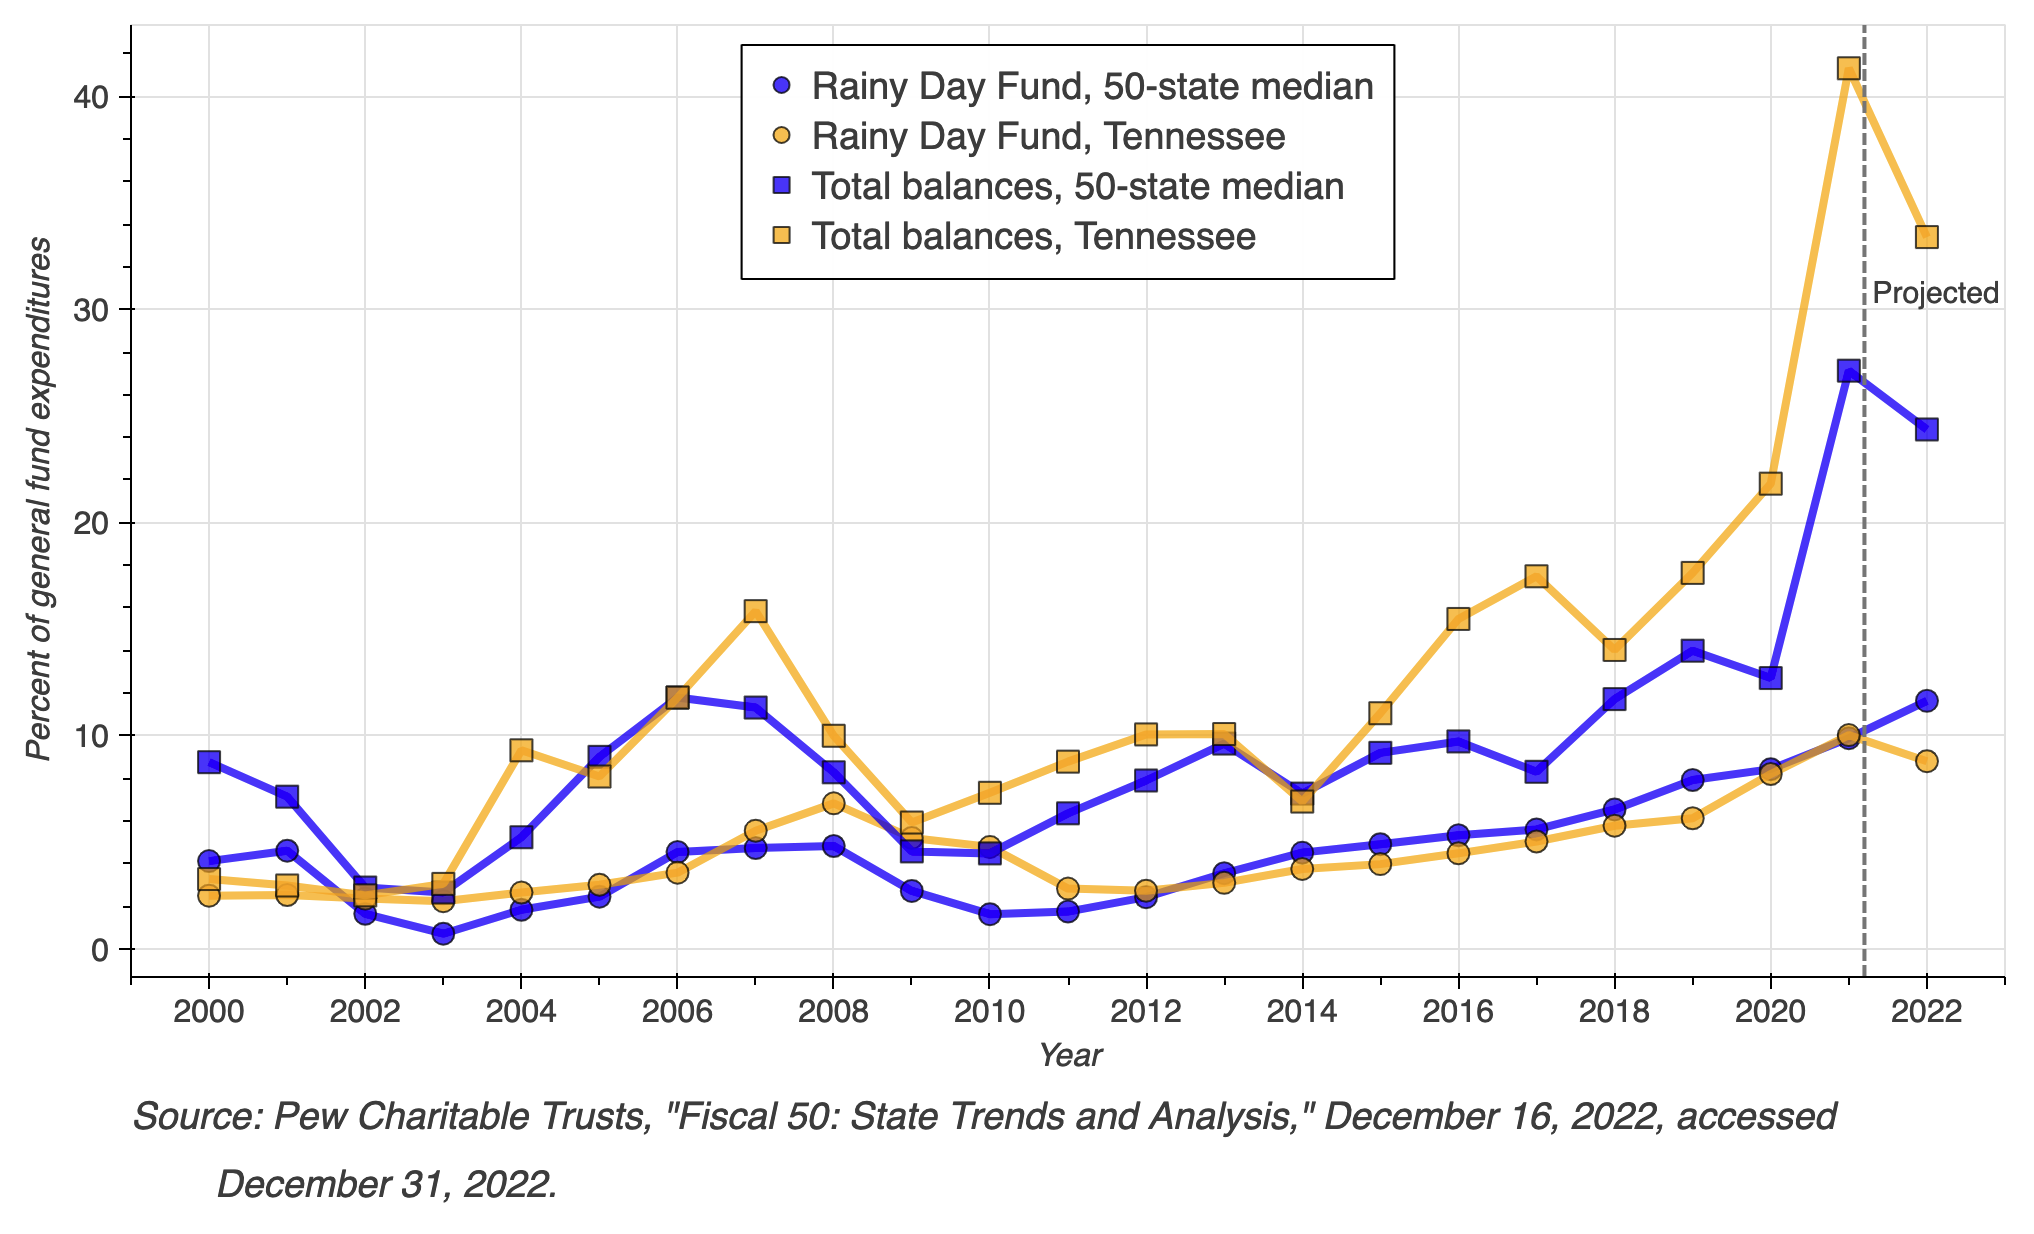 Rainy Day Fund, 50-state median
Rainy Day Fund, Tennessee
Total balances, 50-state median
Total balances, Tennessee
Percent of general fund expenditures
40
30
20
10
0
Projected
2000 2002 2004 2006 2008 2010 2012 2014 2016 2018 2020 2022
Year
Source: Pew Charitable Trusts, "Fiscal 50: State Trends and Analysis," December 16, 2022, accessed
December 31, 2022.